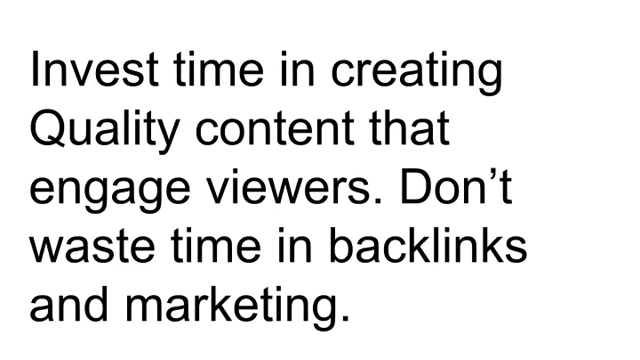 Invest time in creating
Quality content that
engage viewers. Don’t
waste time in backlinks
and marketing.